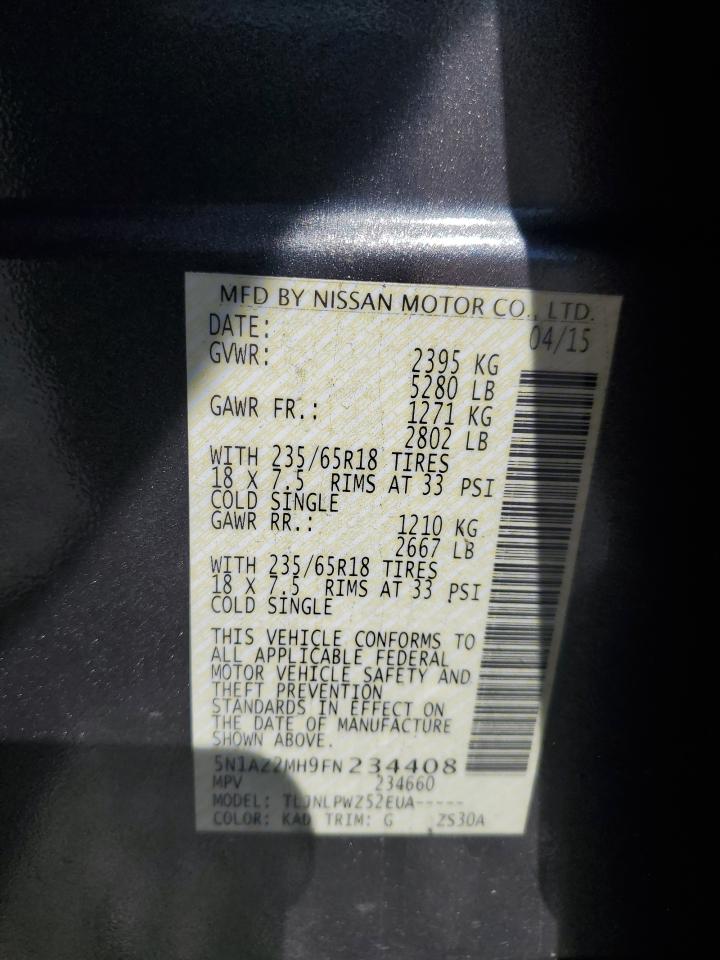 MFD BY NISSAN MOTOR CO., LTD.
DATE: 04/15
GVWR: 2395 KG
5280 LB
GAWR FR.: 1271 KG
2802 LB
WITH 235/65R18 TIRES
18 X 7.5 RIMS AT 33 PSI
COLD SINGLE
GAWR RR.: 1210 KG
2667 LB
WITH 235/65R18 TIRES
18 X 7.5 RIMS AT 33 PSI
COLD SINGLE
THIS VEHICLE CONFORMS TO
ALL APPLICABLE FEDERAL
MOTOR VEHICLE SAFETY AND
THEFT PREVENTION
STANDARDS IN EFFECT ON
THE DATE OF MANUFACTURE
SHOWN ABOVE.
5N1AZ2MH9FN234408
MPV 234660
MODEL: TLJNLPWZ52EUA-----
COLOR: KAD TRIM: G ZS30A